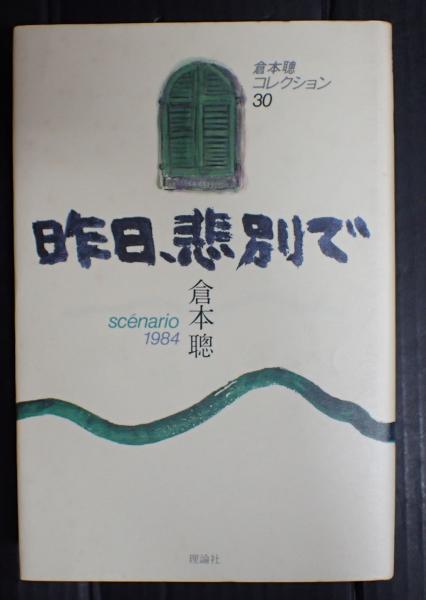 倉本聰
コレクション
30
昨日、悲別で
倉本聰
scénario
1984
理論社